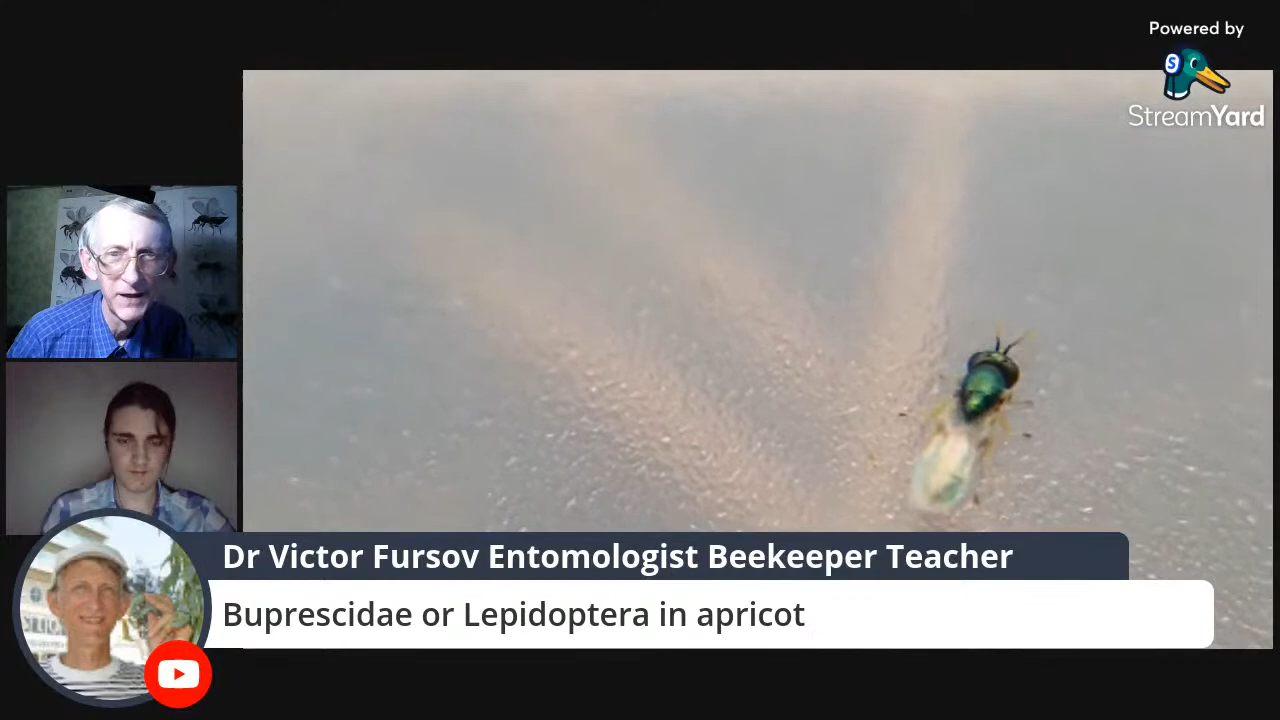 Powered by
StreamYard
Dr Victor Fursov Entomologist Beekeeper Teacher
Buprescidae or Lepidoptera in apricot